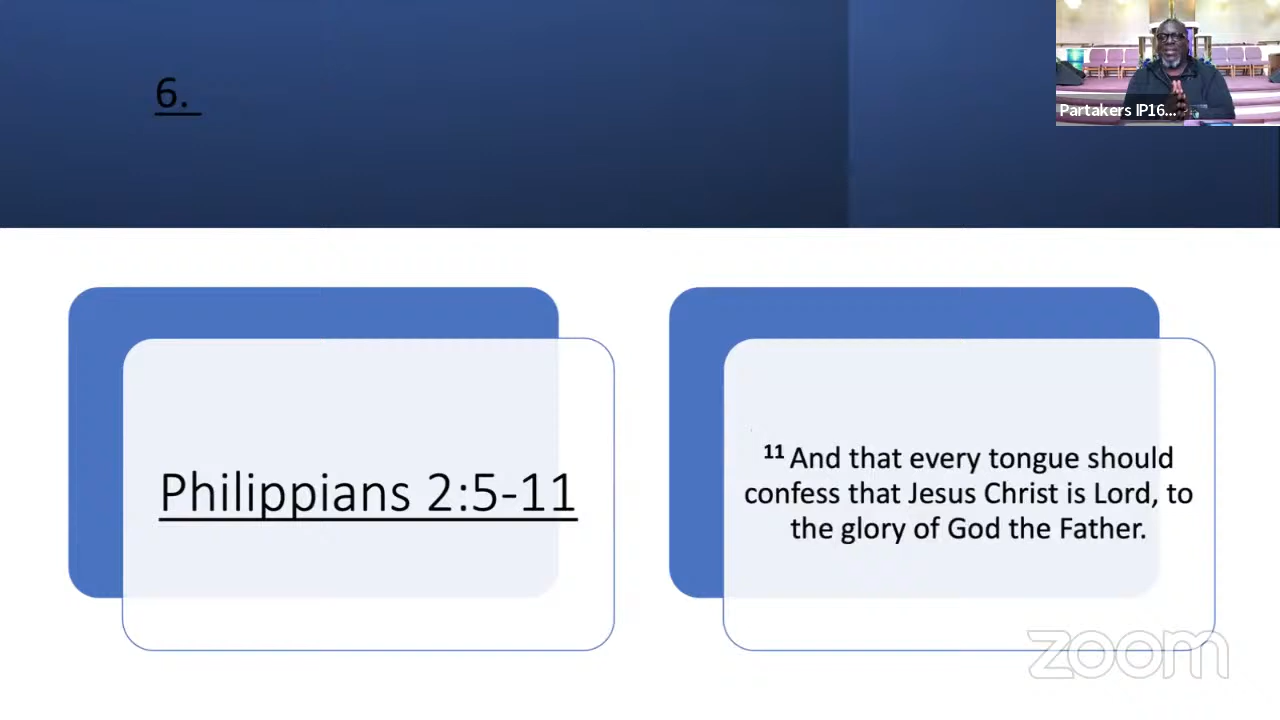 6.
Partakers IP16...
Philippians 2:5-11
11 And that every tongue should
confess that Jesus Christ is Lord, to
the glory of God the Father.
zoom